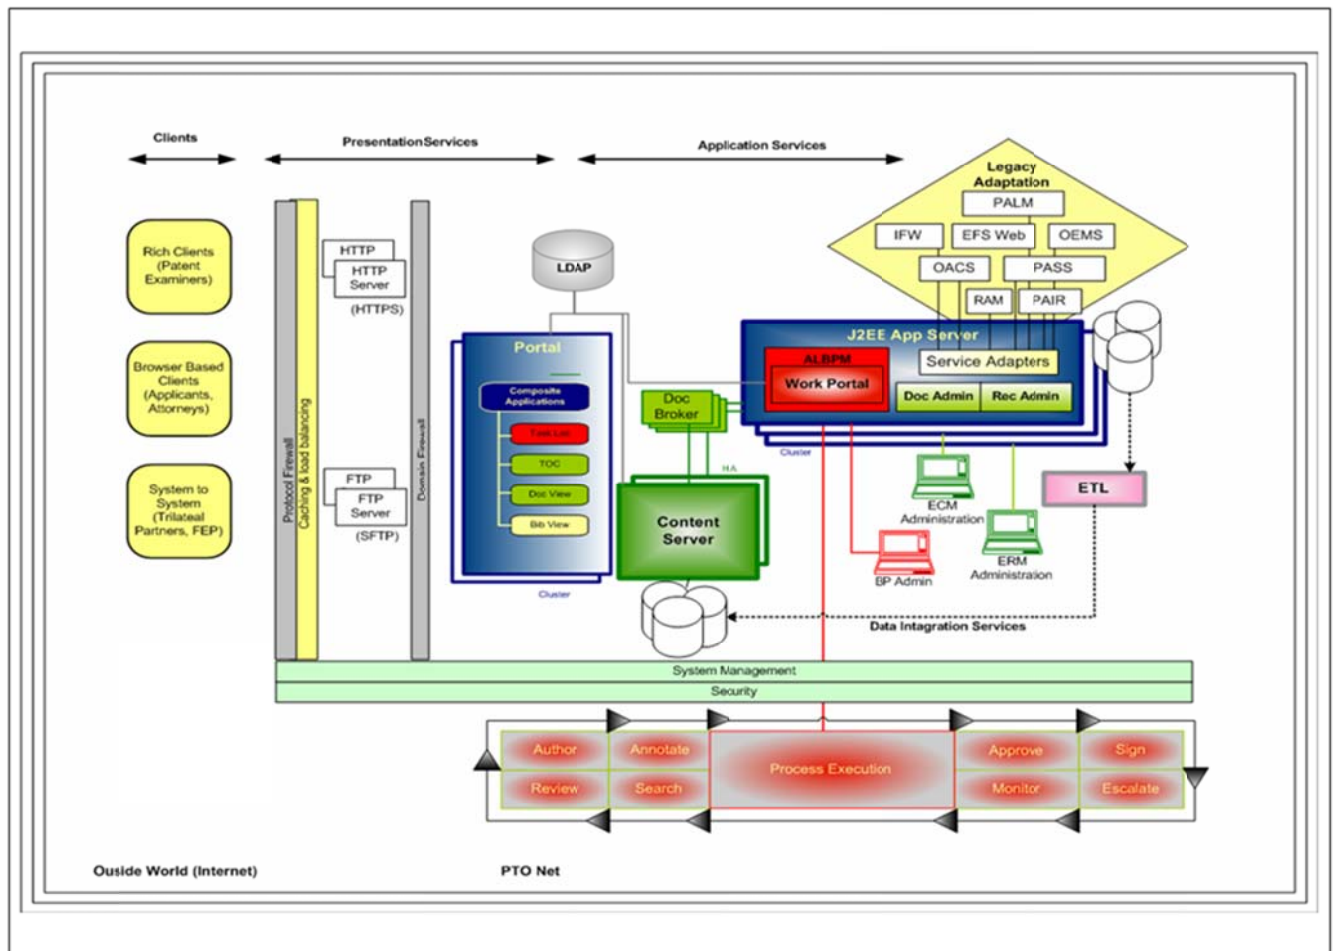 Clients
PresentationServices
Application Services
Rich Clients
(Patent
Examiners)
Browser Based
Clients
(Applicants,
Attorneys)
System to
System
(Trilateal
Partners, FEP)
Protocol Firewall
Caching & load balancing
HTTP
HTTP
Server
(HTTPS)
FTP
FTP
Server
(SFTP)
Domain Firewall
LDAP
Portal
Composite
Applications
Task List
TOC
Doc View
Bib View
Cluster
Doc
Broker
HA
Content
Server
Legacy
Adaptation
PALM
IFW
EFS Web
OEMS
OACS
PASS
RAM
PAIR
J2EE App Server
ALBPM
Work Portal
Service Adapters
Doc Admin
Rec Admin
Cluster
ECM
Administration
ERM
Administration
BP Admin
ETL
Data Intagration Services
System Management
Security
Author
Annotate
Process Execution
Approve
Sign
Review
Search
Monitor
Escalate
Ouside World (Internet)
PTO Net